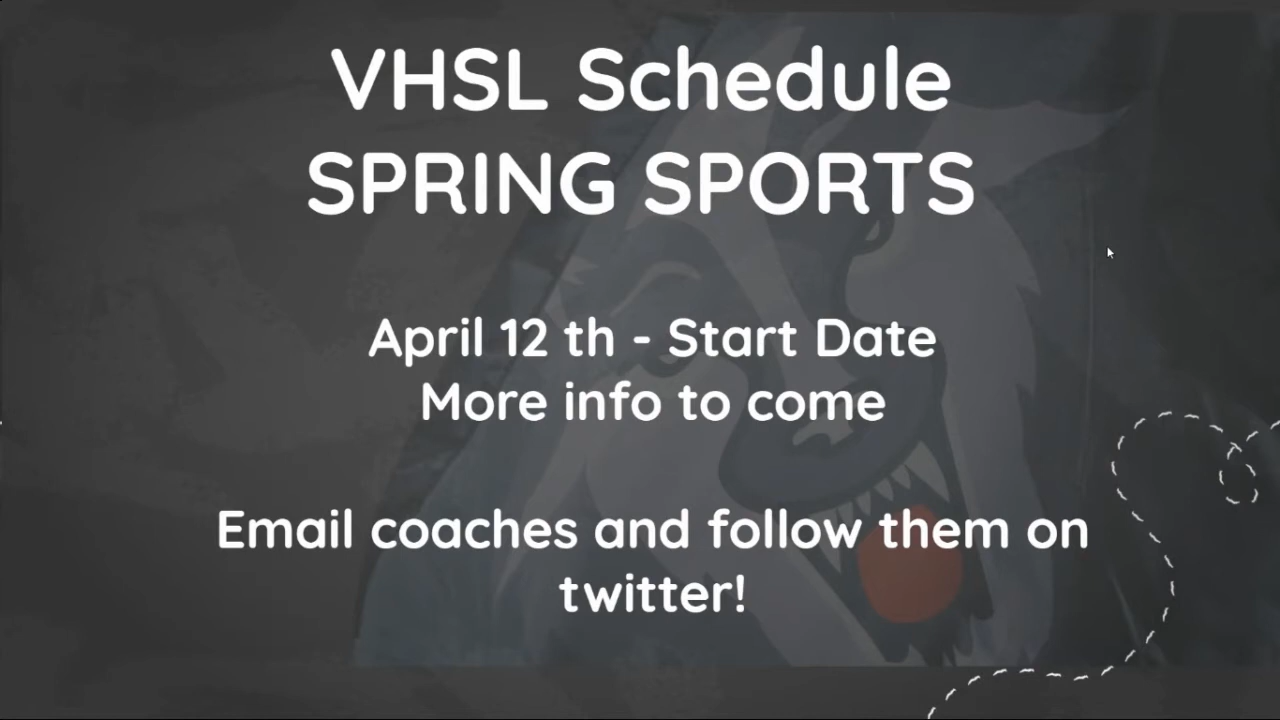 VHSL Schedule
SPRING SPORTS
April 12 th - Start Date
More info to come
Email coaches and follow them on
twitter!